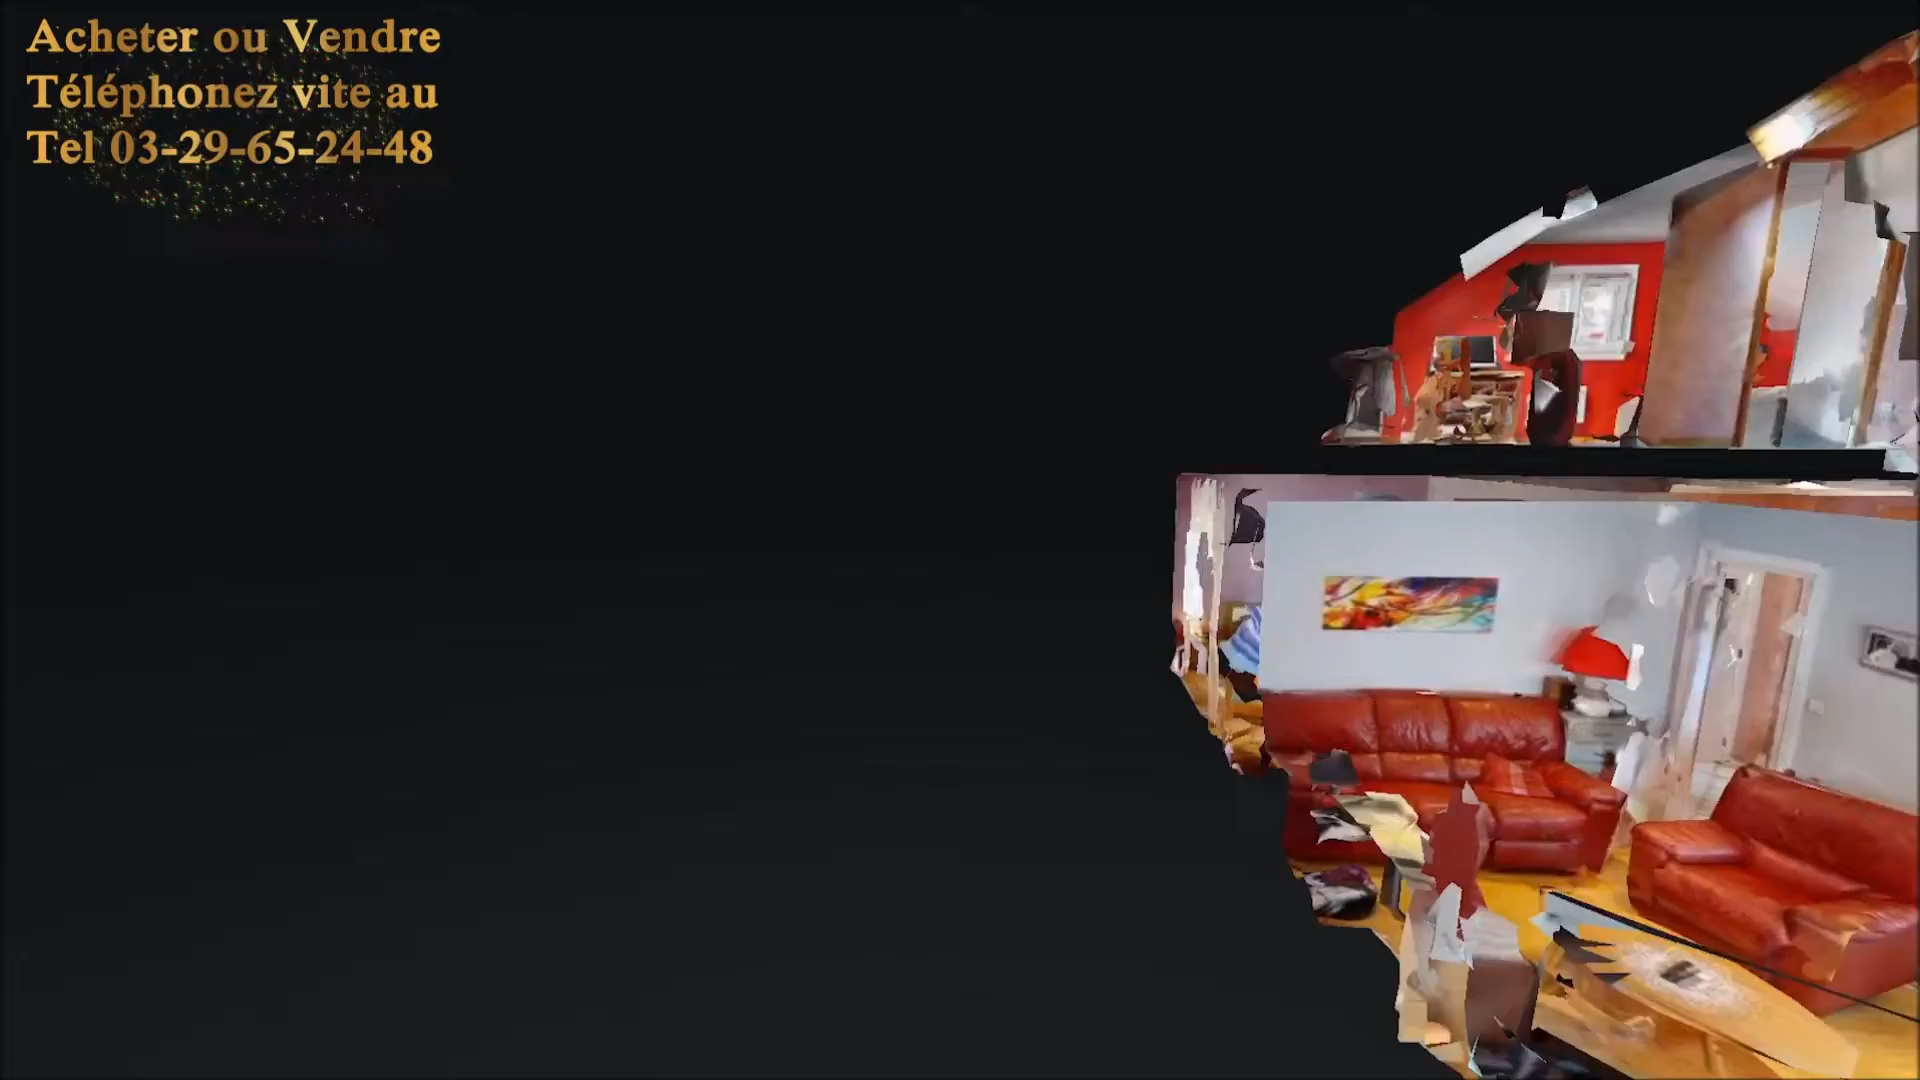 Acheter ou Vendre
Téléphonez vite au
Tel 03-29-65-24-48